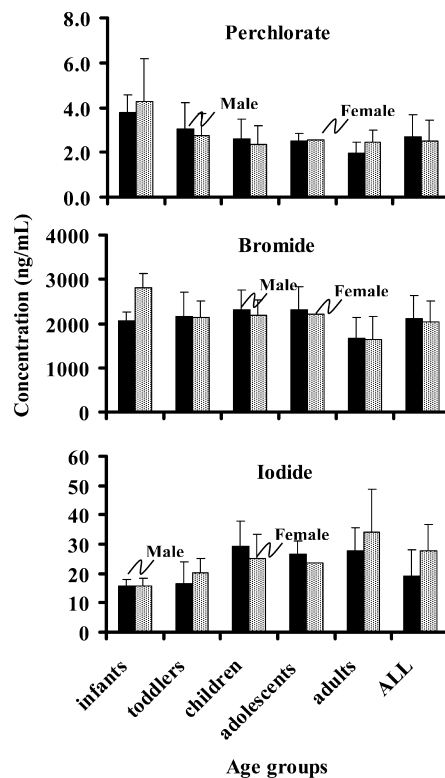 Perchlorate
8.0
6.0
4.0
2.0
0.0
Male
Female
Concentration (ng/mL)
Bromide
4000
3000
2000
1000
0
Male
Female
Iodide
60
50
40
30
20
10
0
Male
Female
infants
toddlers
children
adolescents
adults
ALL
Age groups